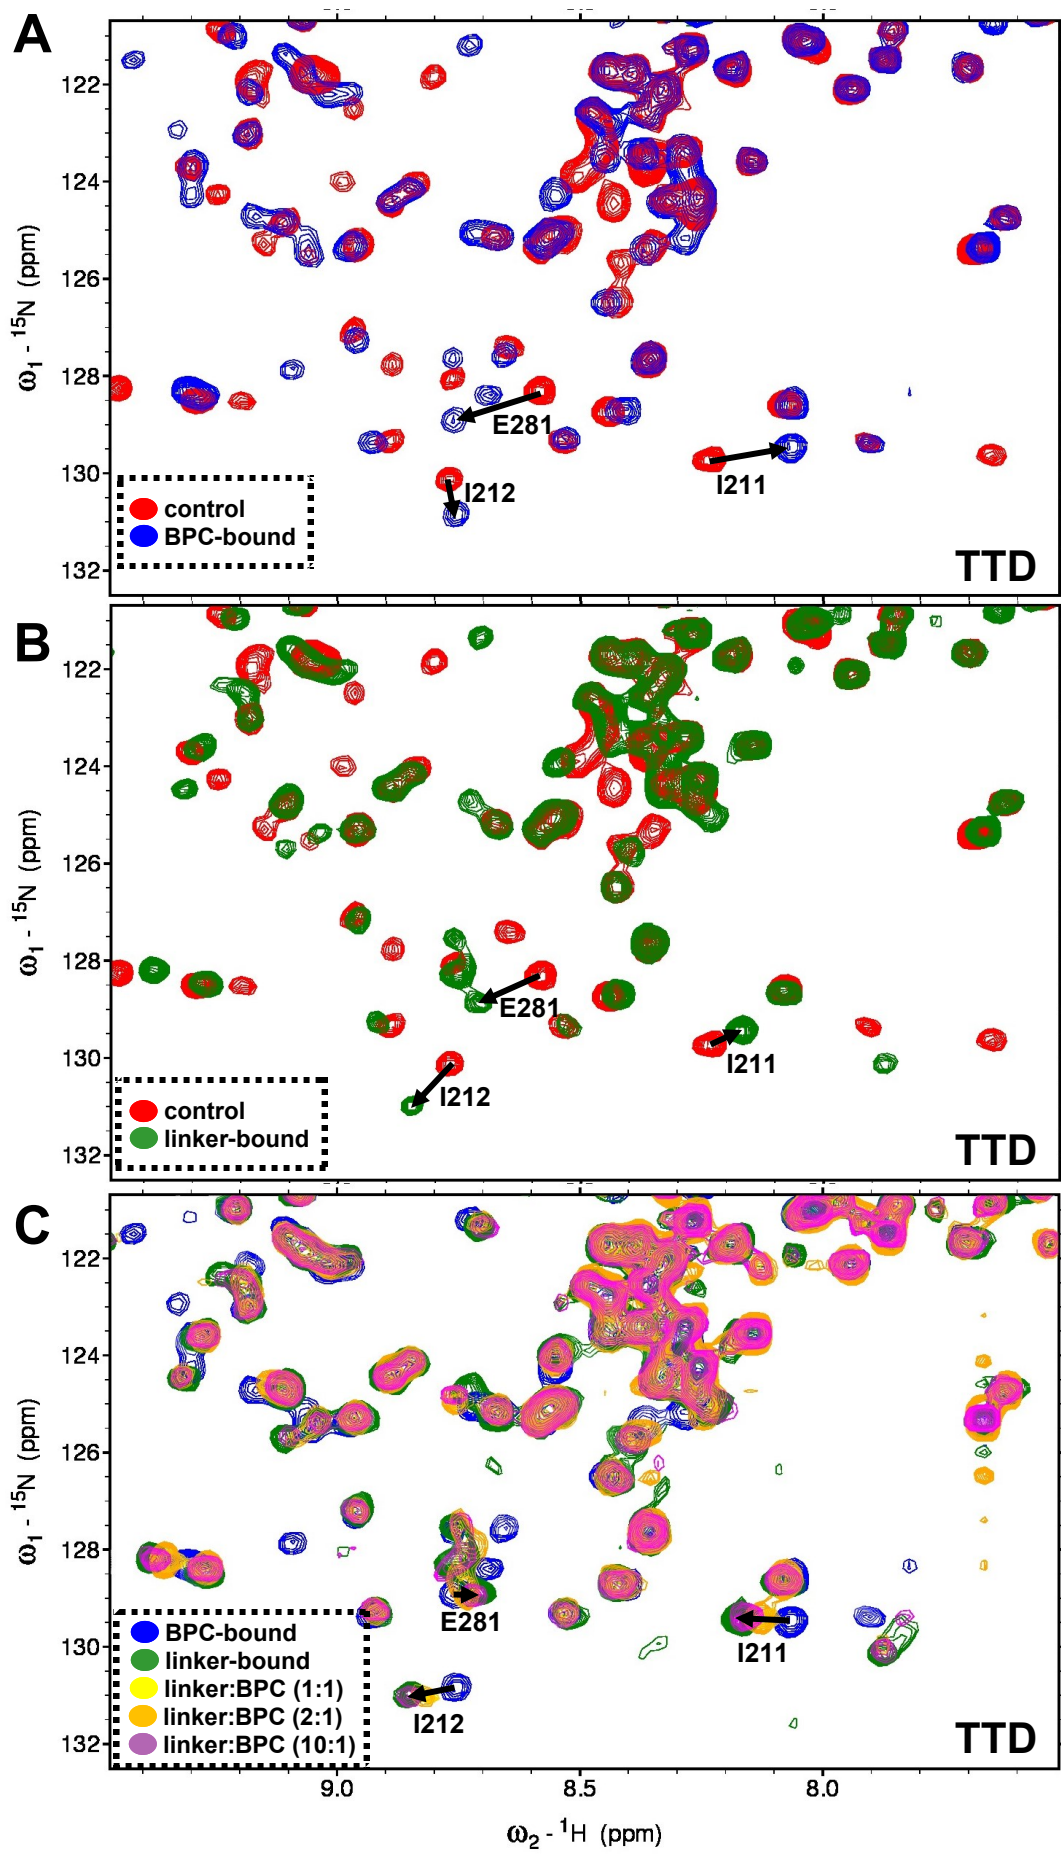 A
122
124
126
128
130
132
ω1 - 15N (ppm)
E281
I212
I211
control
BPC-bound
TTD
B
122
124
126
128
130
132
ω1 - 15N (ppm)
E281
I211
I212
control
linker-bound
TTD
C
122
124
126
128
130
132
ω1 - 15N (ppm)
E281
I211
I212
BPC-bound
linker-bound
linker:BPC (1:1)
linker:BPC (2:1)
linker:BPC (10:1)
TTD
9.0 8.5 8.0
ω2 - 1H (ppm)